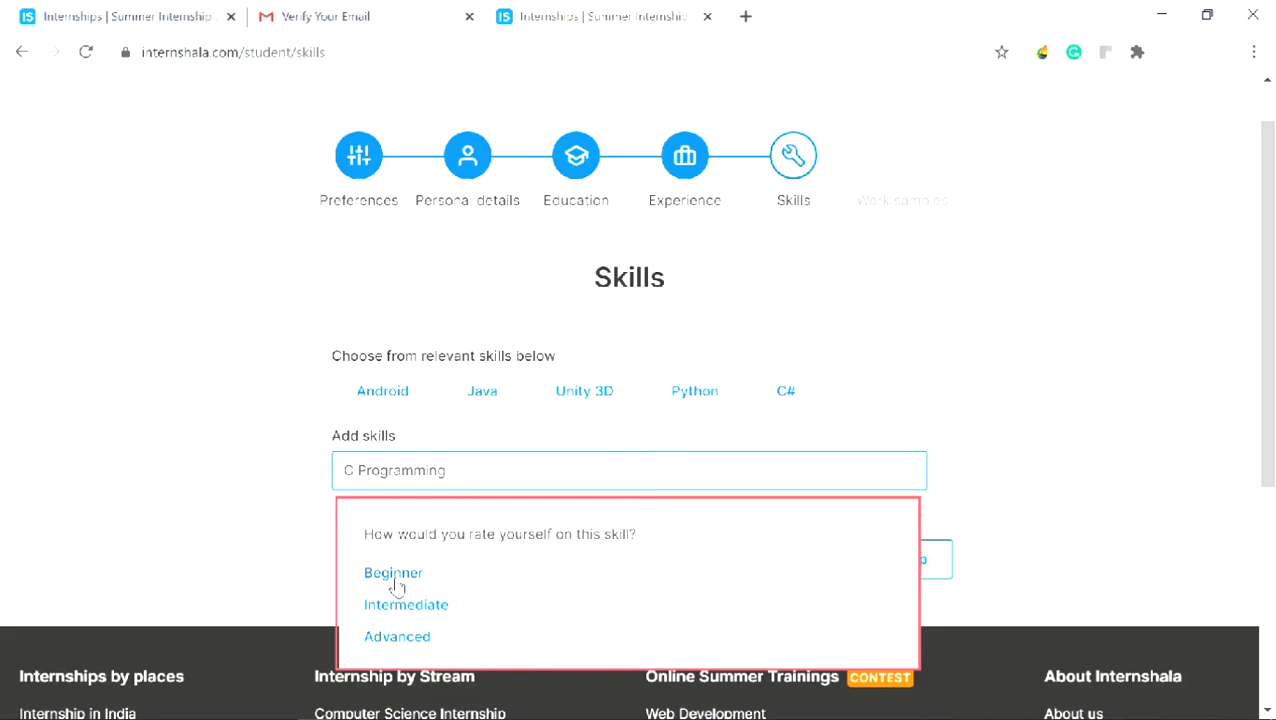 Internships | Summer Internship
Verify Your Email
Internships | Summer Internship
internshala.com/student/skills
Preferences
Personal details
Education
Experience
Skills
Work samples
Skills
Choose from relevant skills below
Android
Java
Unity 3D
Python
C#
Add skills
C Programming
How would you rate yourself on this skill?
Beginner
Intermediate
Advanced
Internships by places
Internship by Stream
Online Summer Trainings CONTEST
About Internshala
Internship in India
Computer Science Internship
Web Development
About us